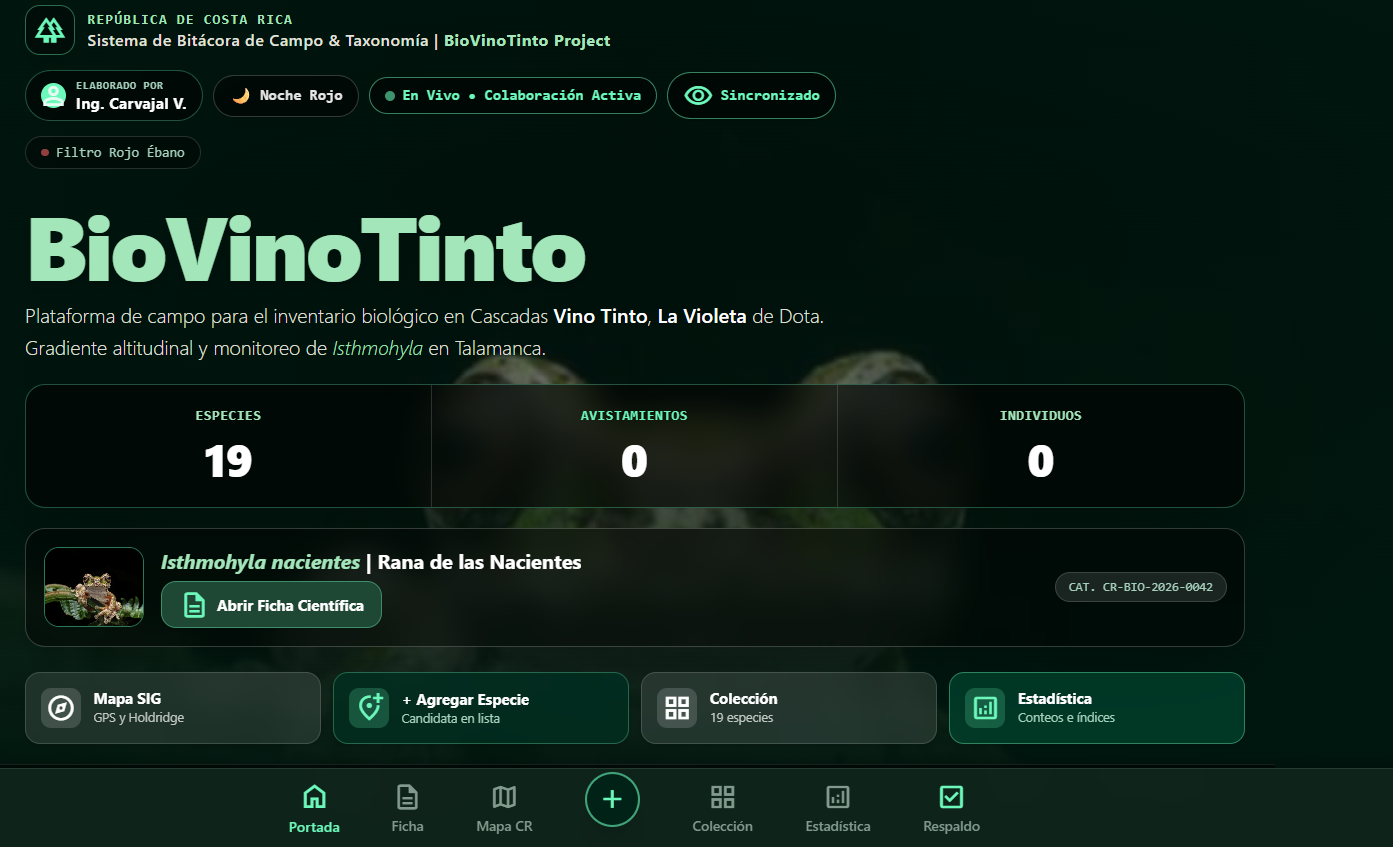 REPÚBLICA DE COSTA RICA
Sistema de Bitácora de Campo & Taxonomía | BioVinoTinto Project
ELABORADO POR
Ing. Carvajal V.
Noche Rojo
En Vivo • Colaboración Activa
Sincronizado
Filtro Rojo Ébano
BioVinoTinto
Plataforma de campo para el inventario biológico en Cascadas Vino Tinto, La Violeta de Dota.
Gradiente altitudinal y monitoreo de Isthmohyla en Talamanca.
ESPECIES
19
AVISTAMIENTOS
0
INDIVIDUOS
0
Isthmohyla nacientes | Rana de las Nacientes
Abrir Ficha Científica
CAT. CR-BIO-2026-0042
Mapa SIG
GPS y Holdridge
+ Agregar Especie
Candidata en lista
Colección
19 especies
Estadística
Conteos e índices
Portada
Ficha
Mapa CR
+
Colección
Estadística
Respaldo